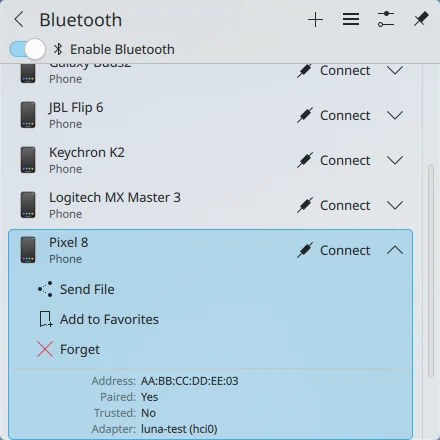 Bluetooth
Enable Bluetooth
Galaxy Buds2
Connect
Phone
JBL Flip 6
Connect
Phone
Keychron K2
Connect
Phone
Logitech MX Master 3
Connect
Phone
Pixel 8
Connect
Phone
Send File
Add to Favorites
Forget
Address: AA:BB:CC:DD:EE:03
Paired: Yes
Trusted: No
Adapter: luna-test (hci0)